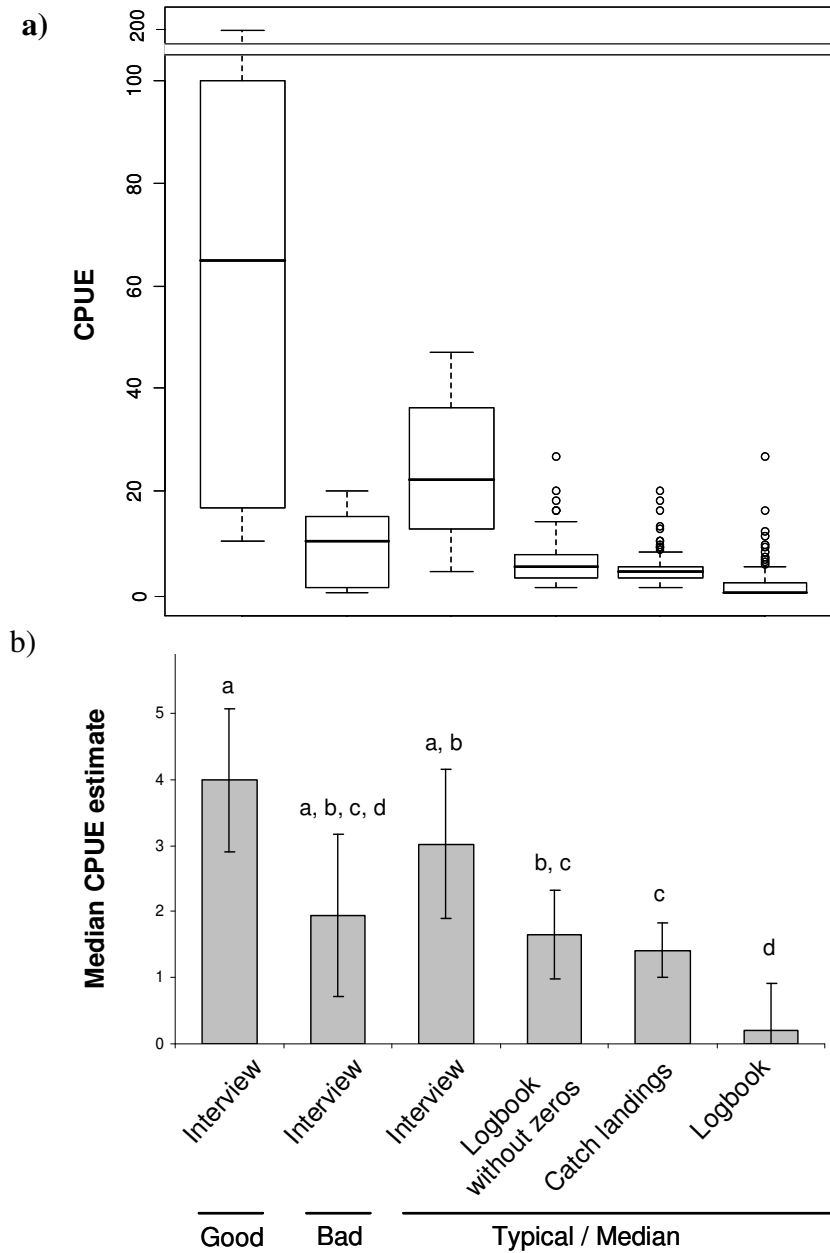 a)
200
100
80
60
40
20
0
CPUE
b)
Median CPUE estimate
5
4
3
2
1
0
a
a, b, c, d
a, b
b, c
c
d
Interview
Interview
Interview
Logbook
without zeros
Catch landings
Logbook
Good
Bad
Typical / Median